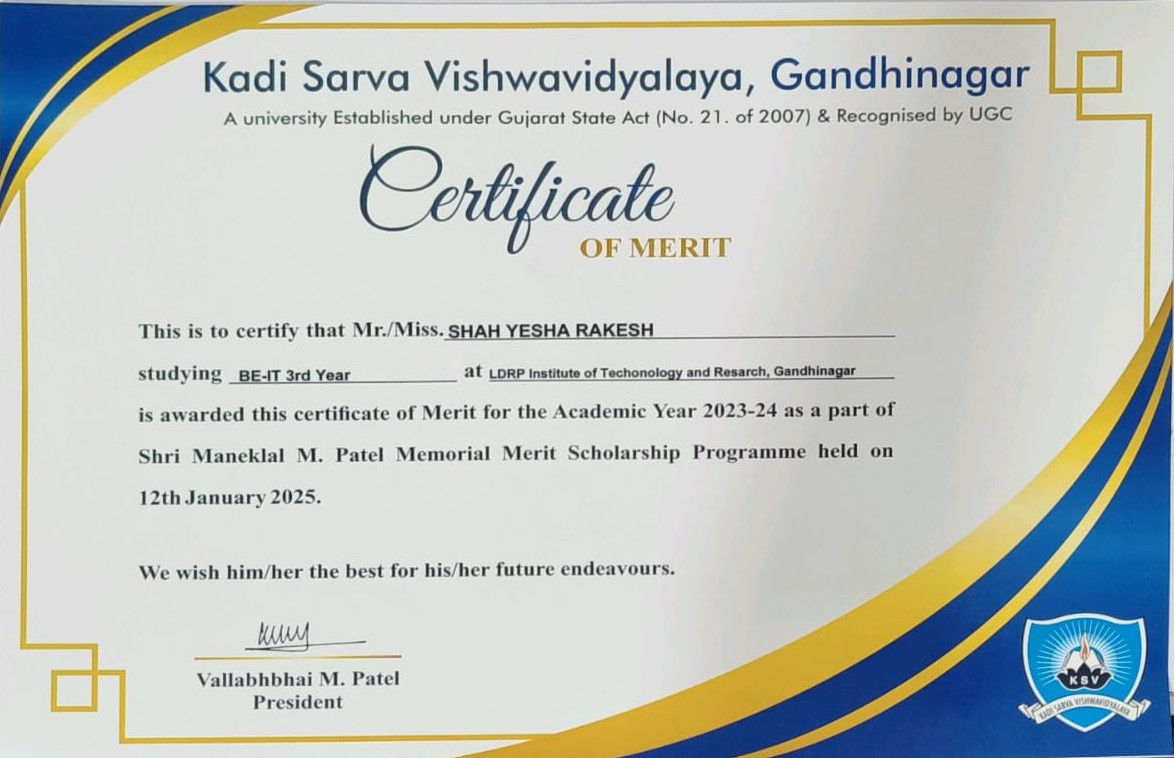 Kadi Sarva Vishwavidyalaya, Gandhinagar
A university Established under Gujarat State Act (No. 21. of 2007) & Recognised by UGC
Certificate
OF MERIT
This is to certify that Mr./Miss. SHAH YESHA RAKESH
studying BE-IT 3rd Year at LDRP Institute of Techonology and Resarch, Gandhinagar
is awarded this certificate of Merit for the Academic Year 2023-24 as a part of
Shri Maneklal M. Patel Memorial Merit Scholarship Programme held on
12th January 2025.
We wish him/her the best for his/her future endeavours.
Vallabhbhai M. Patel
President
KSV
KADI SARVA VISHWAVIDYALAYA